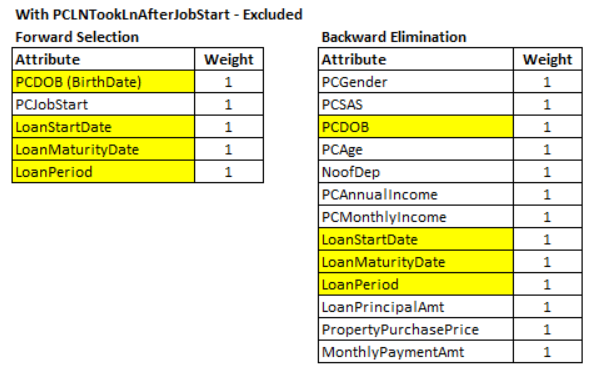 With PCLNTookLnAfterJobStart - Excluded
Forward Selection
Attribute Weight
PCDOB (BirthDate) 1
PCJobStart 1
LoanStartDate 1
LoanMaturityDate 1
LoanPeriod 1
Backward Elimination
Attribute Weight
PCGender 1
PCSAS 1
PCDOB 1
PCAge 1
NoofDep 1
PCAnnualIncome 1
PCMonthlyIncome 1
LoanStartDate 1
LoanMaturityDate 1
LoanPeriod 1
LoanPrincipalAmt 1
PropertyPurchasePrice 1
MonthlyPaymentAmt 1